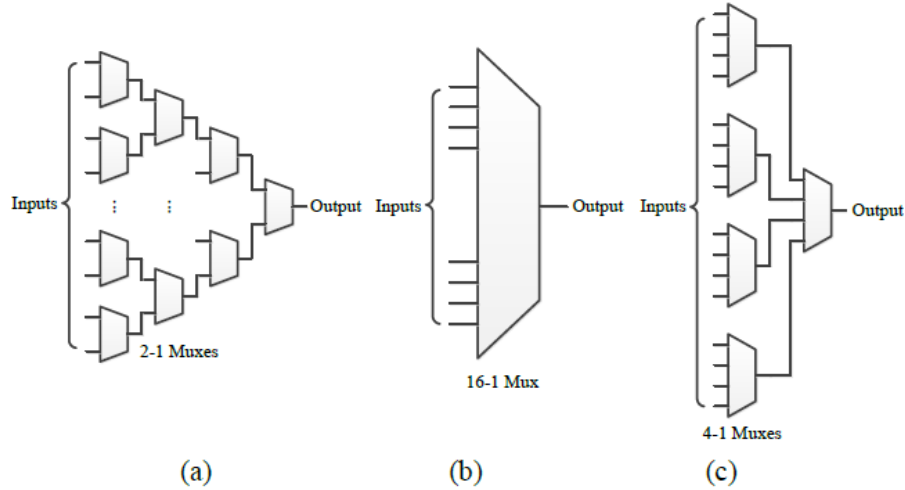 Inputs
Output
2-1 Muxes
(a)
Inputs
Output
16-1 Mux
(b)
Inputs
Output
4-1 Muxes
(c)